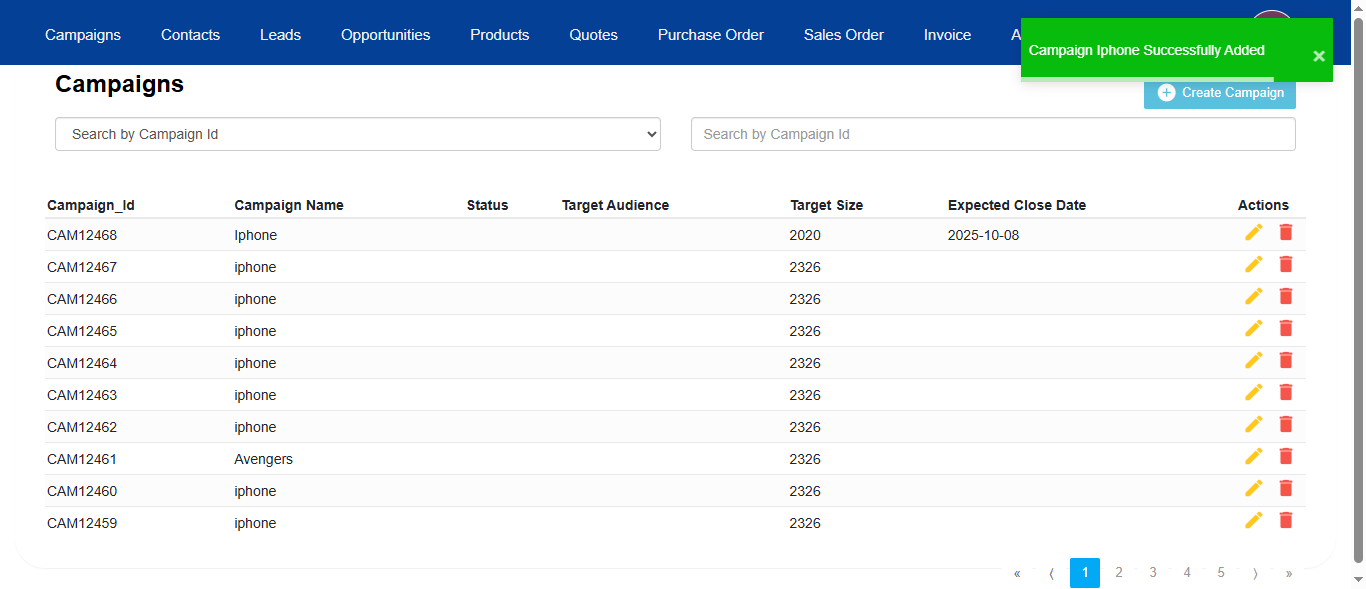 Campaigns Contacts Leads Opportunities Products Quotes Purchase Order Sales Order Invoice A
Campaign Iphone Successfully Added ×
Campaigns
Create Campaign
Search by Campaign Id Search by Campaign Id
Campaign_Id Campaign Name Status Target Audience Target Size Expected Close Date Actions
CAM12468 Iphone 2020 2025-10-08
CAM12467 iphone 2326
CAM12466 iphone 2326
CAM12465 iphone 2326
CAM12464 iphone 2326
CAM12463 iphone 2326
CAM12462 iphone 2326
CAM12461 Avengers 2326
CAM12460 iphone 2326
CAM12459 iphone 2326
« ⟨ 1 2 3 4 5 ⟩ »